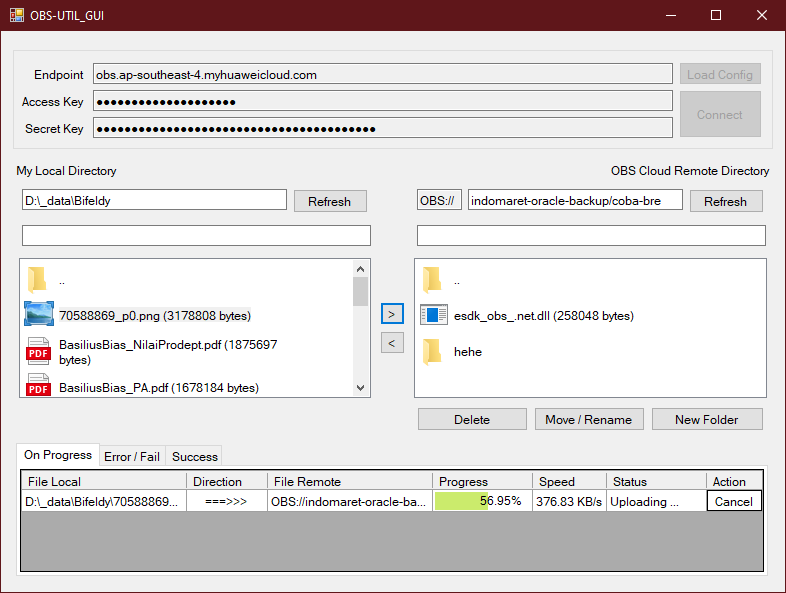 OBS-UTIL_GUI
Endpoint
obs.ap-southeast-4.myhuaweicloud.com
Load Config
Access Key
●●●●●●●●●●●●●●●●●●●●
Connect
Secret Key
●●●●●●●●●●●●●●●●●●●●●●●●●●●●●●●●●●●●●●●●
My Local Directory
OBS Cloud Remote Directory
D:\_data\Bifeldy
Refresh
OBS://
indomaret-oracle-backup/coba-bre
Refresh
..
70588869_p0.png (3178808 bytes)
PDF
BasiliusBias_NilaiProdept.pdf (1875697
bytes)
PDF
BasiliusBias_PA.pdf (1678184 bytes)
>
<
..
esdk_obs_.net.dll (258048 bytes)
hehe
Delete
Move / Rename
New Folder
On Progress
Error / Fail
Success
File Local
Direction
File Remote
Progress
Speed
Status
Action
D:\_data\Bifeldy\70588869...
===>>>
OBS://indomaret-oracle-ba...
56.95%
376.83 KB/s
Uploading ...
Cancel